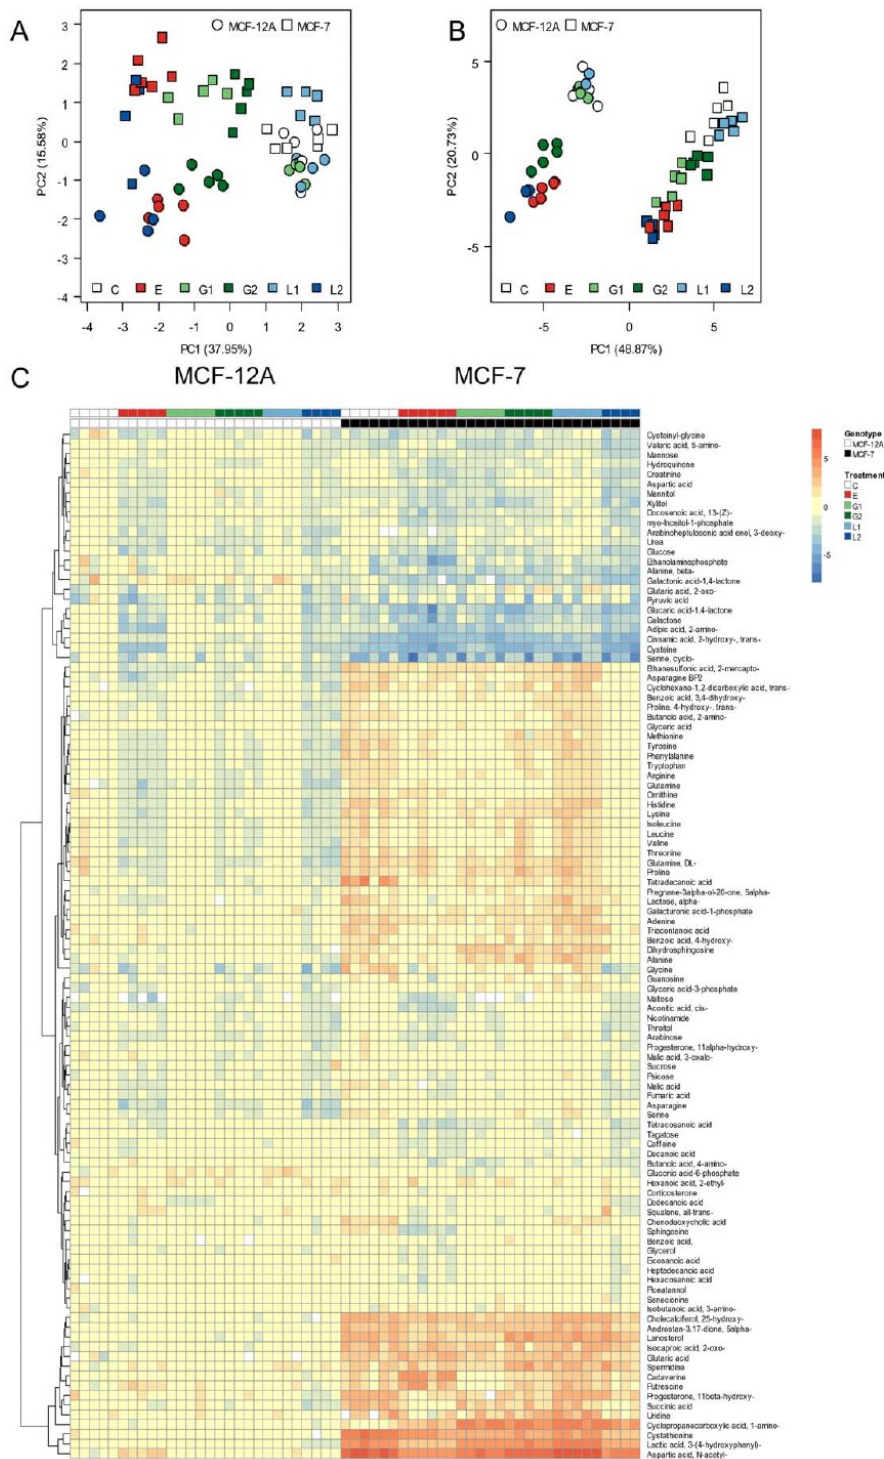 A
MCF-12A MCF-7
3
2
1
0
-1
-2
-3
-4
PC2 (15.58%)
C E G1 G2 L1 L2
-4 -3 -2 -1 0 1 2 3
PC1 (37.95%)
B
MCF-12A MCF-7
5
0
-5
PC2 (20.73%)
C E G1 G2 L1 L2
-5 0 5
PC1 (48.87%)
C
MCF-12A MCF-7
Cysteinyl-glycine
Valeric acid, 5-amino-
Mannose
Hydroquinone
Creatinine
Aspartic acid
Mannitol
Xylitol
Docosenoic acid, 13-(Z)-
myo-Inositol-1-phosphate
Arabinoheptulosonic acid enol, 3-deoxy-
Urea
Glucose
Ethanolaminephosphate
Alanine, beta-
Galactonic acid-1,4-lactone
Glutaric acid, 2-oxo-
Pyruvic acid
Glucaric acid-1,4-lactone
Galactose
Adipic acid, 2-amino-
Cinnamic acid, 2-hydroxy-, trans-
Cysteine
Serine, cyclo-
Ethanesulfonic acid, 2-mercapto-
Asparagine BP2
Cyclohexane-1,2-dicarboxylic acid, trans-
Benzoic acid, 3,4-dihydroxy-
Proline, 4-hydroxy-, trans-
Butanoic acid, 2-amino-
Glyceric acid
Methionine
Tyrosine
Phenylalanine
Tryptophan
Arginine
Glutamine
Ornithine
Histidine
Lysine
Isoleucine
Leucine
Valine
Threonine
Glutamine, DL-
Proline
Tetradecanoic acid
Pregnane-3alpha-ol-20-one, 5alpha-
Lactose, alpha-
Galacturonic acid-1-phosphate
Adenine
Triacontanoic acid
Benzoic acid, 4-hydroxy-
Dihydrosphingosine
Alanine
Glycine
Guanosine
Glyceric acid-3-phosphate
Maltose
Aconitic acid, cis-
Nicotinamide
Threitol
Arabinose
Progesterone, 11alpha-hydroxy-
Malic acid, 3-oxalo-
Sucrose
Psicose
Malic acid
Fumaric acid
Asparagine
Serine
Tetracosanoic acid
Tagatose
Caffeine
Decanoic acid
Butanoic acid, 4-amino-
Gluconic acid-6-phosphate
Hexanoic acid, 2-ethyl-
Corticosterone
Dodecanoic acid
Squalene, all-trans-
Chenodeoxycholic acid
Sphingosine
Benzoic acid,
Glycerol
Eicosanoic acid
Heptadecanoic acid
Hexacosanoic acid
Piceatannol
Senecionine
Isobutanoic acid, 3-amino-
Cholecalciferol, 25-hydroxy-
Androstan-3,17-dione, 5alpha-
Lanosterol
Isocaproic acid, 2-oxo-
Glutaric acid
Spermidine
Cadaverine
Putrescine
Progesterone, 11beta-hydroxy-
Succinic acid
Uridine
Cyclopropanecarboxylic acid, 1-amino-
Cystathionine
Lactic acid, 3-(4-hydroxyphenyl)-
Aspartic acid, N-acetyl-
5
0
-5
Genotype
MCF-12A
MCF-7
Treatment
C
E
G1
G2
L1
L2